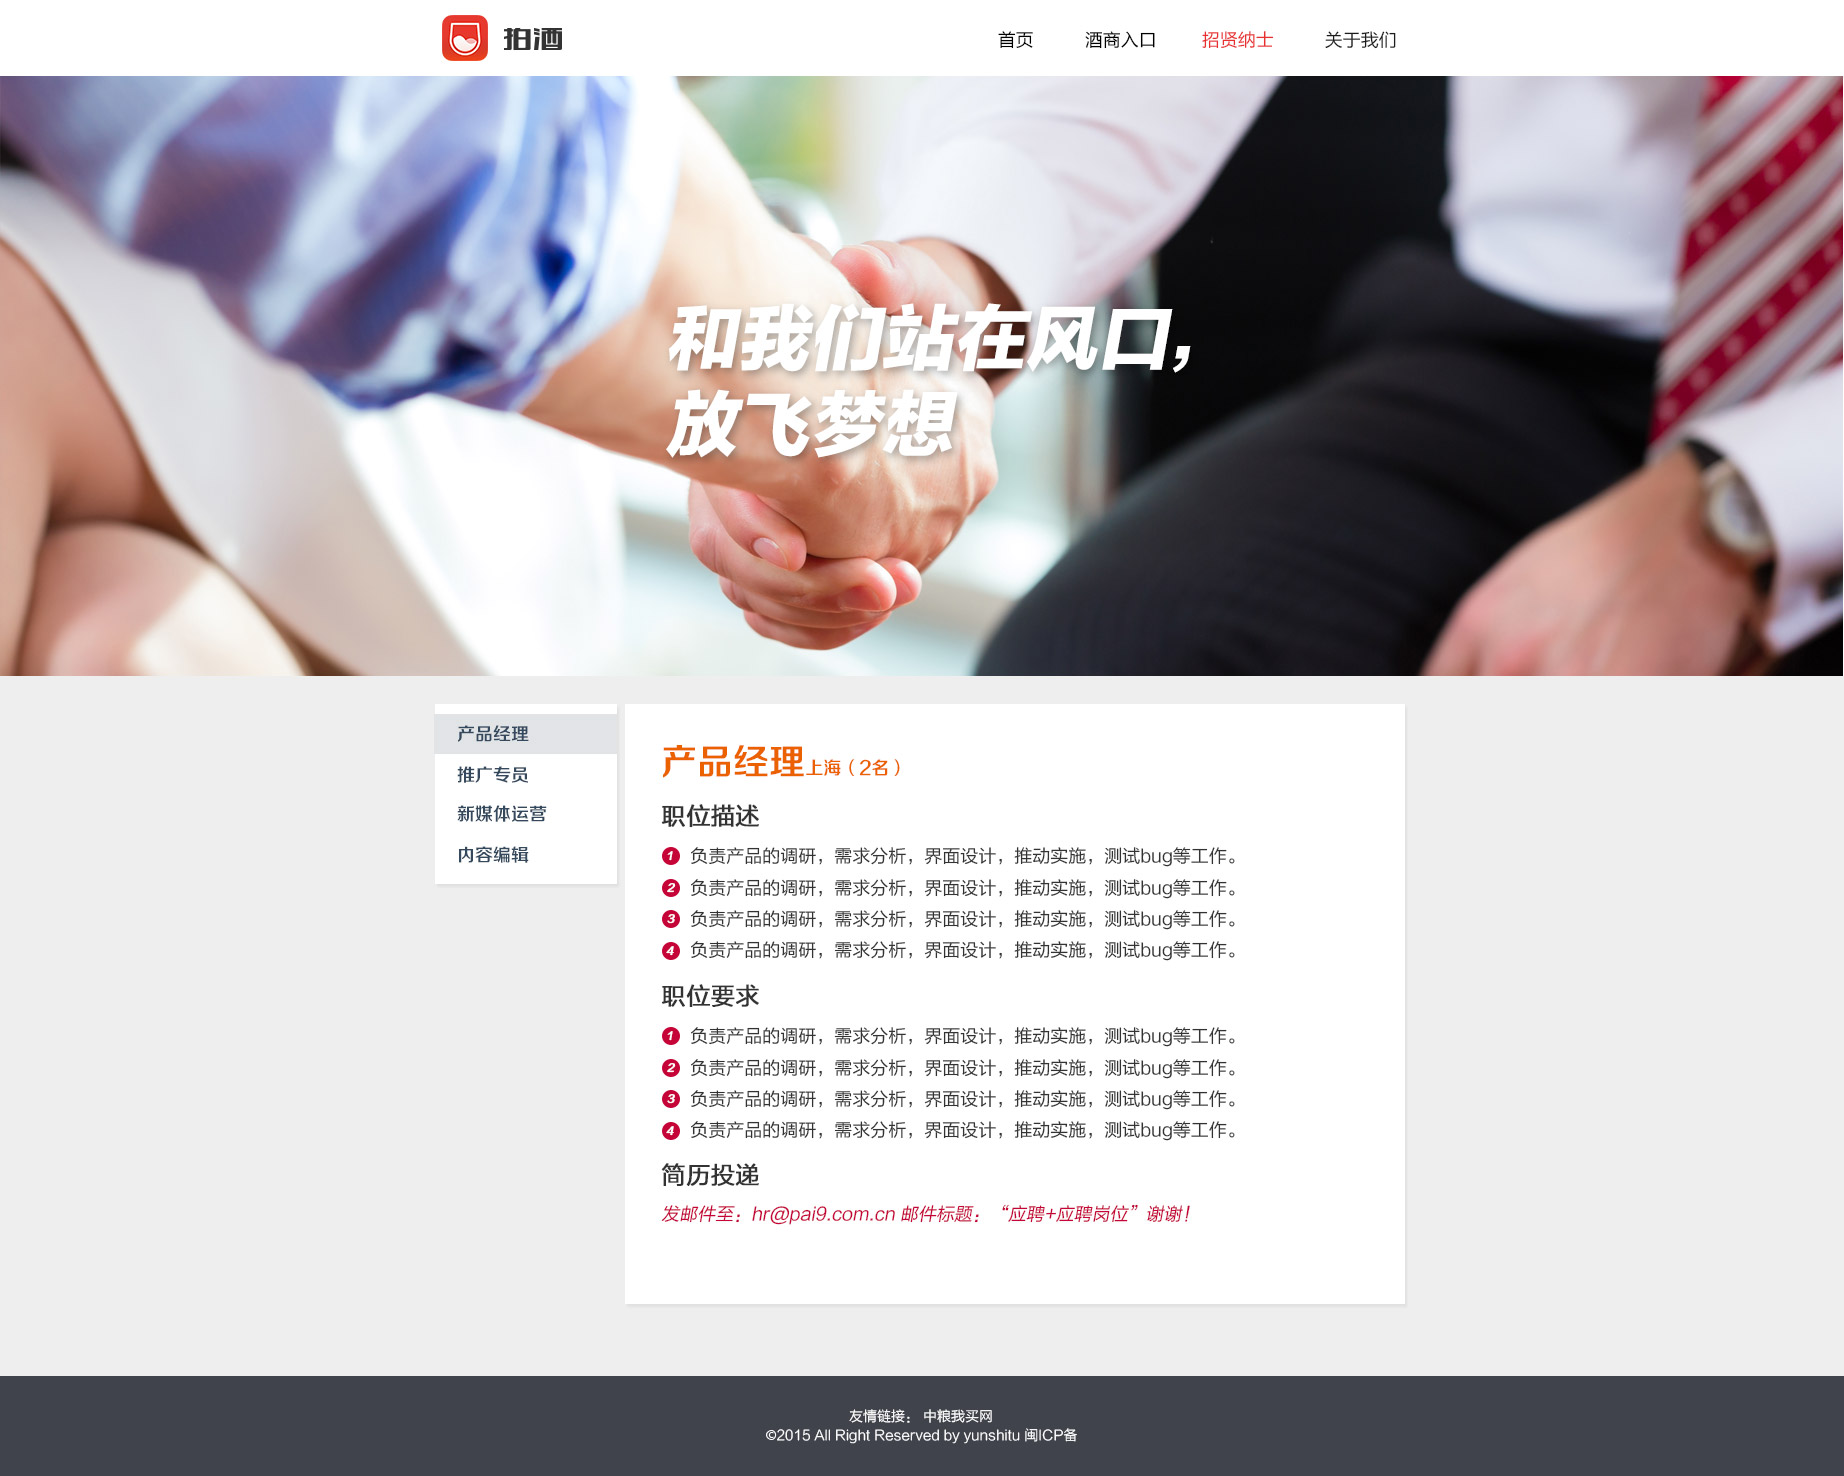 拍酒
首页 酒商入口 招贤纳士 关于我们
和我们站在风口，
放飞梦想
产品经理
推广专员
新媒体运营
内容编辑
产品经理上海（2名）
职位描述
1 负责产品的调研，需求分析，界面设计，推动实施，测试bug等工作。
2 负责产品的调研，需求分析，界面设计，推动实施，测试bug等工作。
3 负责产品的调研，需求分析，界面设计，推动实施，测试bug等工作。
4 负责产品的调研，需求分析，界面设计，推动实施，测试bug等工作。
职位要求
1 负责产品的调研，需求分析，界面设计，推动实施，测试bug等工作。
2 负责产品的调研，需求分析，界面设计，推动实施，测试bug等工作。
3 负责产品的调研，需求分析，界面设计，推动实施，测试bug等工作。
4 负责产品的调研，需求分析，界面设计，推动实施，测试bug等工作。
简历投递
发邮件至：hr@pai9.com.cn 邮件标题：“应聘+应聘岗位”谢谢！
友情链接： 中粮我买网
©2015 All Right Reserved by yunshitu 闽ICP备